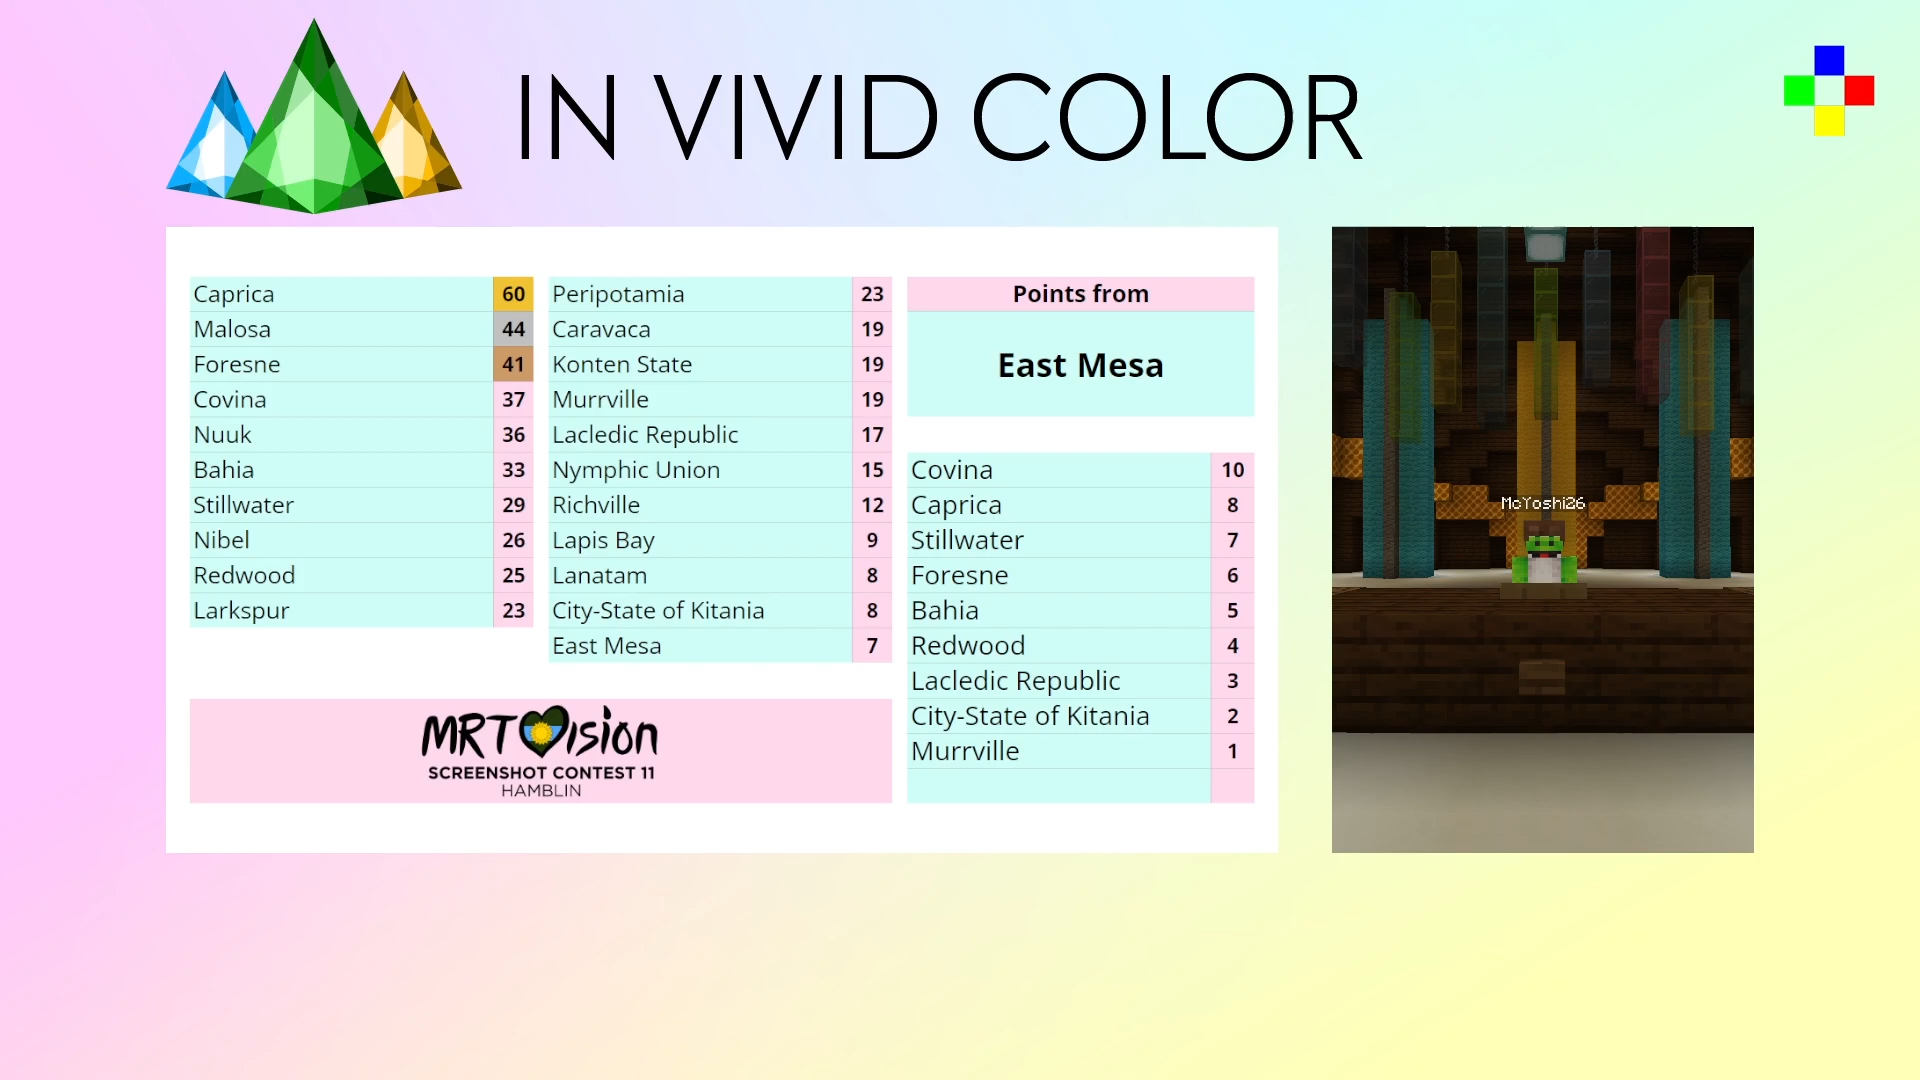 IN VIVID COLOR
Caprica 60
Malosa 44
Foresne 41
Covina 37
Nuuk 36
Bahia 33
Stillwater 29
Nibel 26
Redwood 25
Larkspur 23
Peripotamia 23
Caravaca 19
Konten State 19
Murrville 19
Lacledic Republic 17
Nymphic Union 15
Richville 12
Lapis Bay 9
Lanatam 8
City-State of Kitania 8
East Mesa 7
Points from
East Mesa
Covina 10
Caprica 8
Stillwater 7
Foresne 6
Bahia 5
Redwood 4
Lacledic Republic 3
City-State of Kitania 2
Murrville 1
MRTVision
SCREENSHOT CONTEST 11
HAMBLIN
McYoshi26